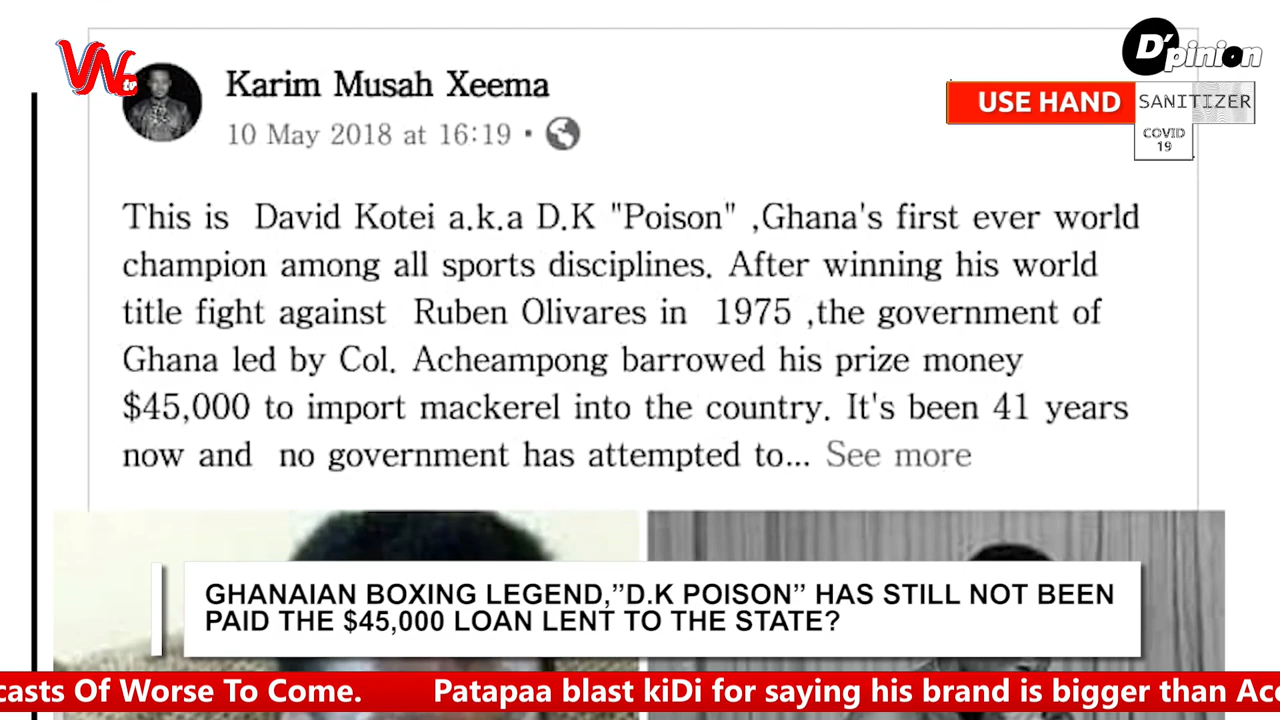 W tv
D'pinion
USE HAND SANITIZER
COVID
19
Karim Musah Xeema
10 May 2018 at 16:19 ·
This is David Kotei a.k.a D.K "Poison" ,Ghana's first ever world
champion among all sports disciplines. After winning his world
title fight against Ruben Olivares in 1975 ,the government of
Ghana led by Col. Acheampong barrowed his prize money
$45,000 to import mackerel into the country. It's been 41 years
now and no government has attempted to... See more
GHANAIAN BOXING LEGEND,”D.K POISON” HAS STILL NOT BEEN
PAID THE $45,000 LOAN LENT TO THE STATE?
casts Of Worse To Come. Patapaa blast kiDi for saying his brand is bigger than Acc